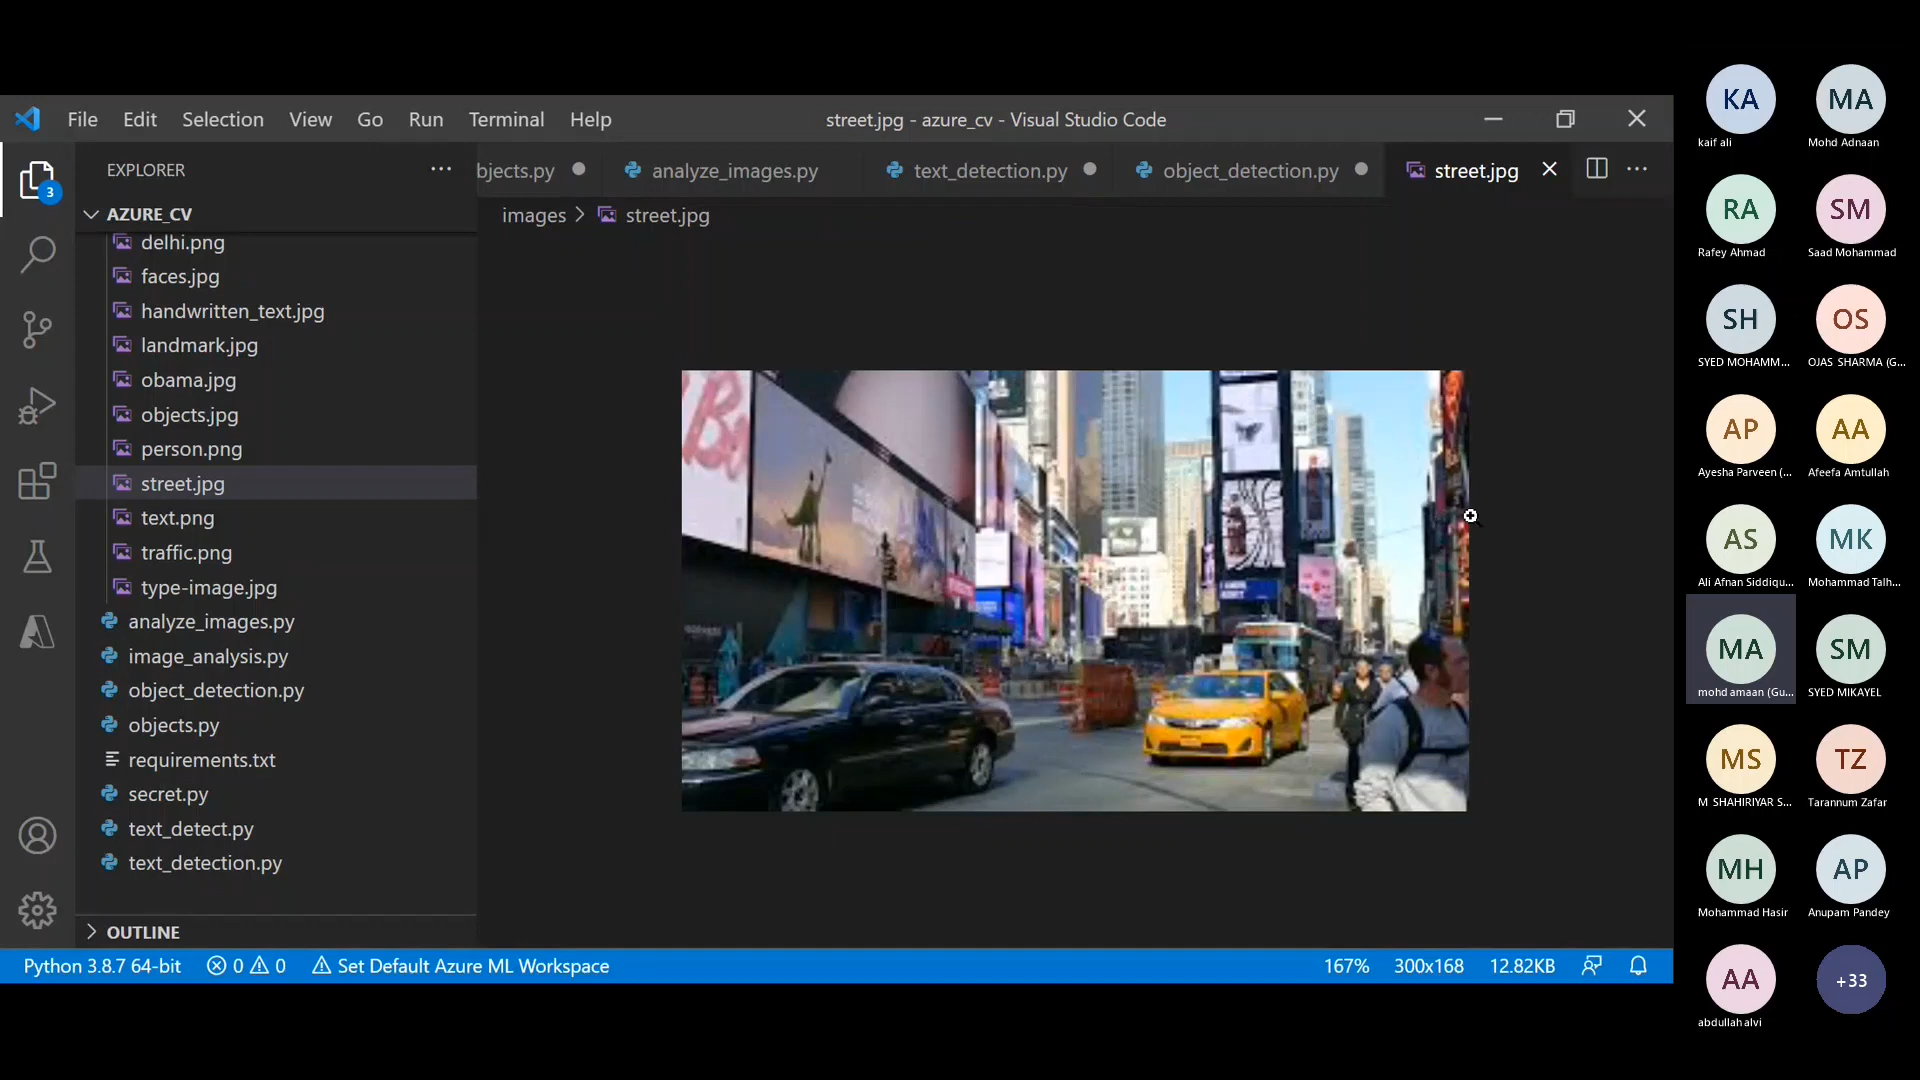 File Edit Selection View Go Run Terminal Help
street.jpg - azure_cv - Visual Studio Code
EXPLORER
bjects.py
analyze_images.py
text_detection.py
object_detection.py
street.jpg
images > street.jpg
AZURE_CV
delhi.png
faces.jpg
handwritten_text.jpg
landmark.jpg
obama.jpg
objects.jpg
person.png
street.jpg
text.png
traffic.png
type-image.jpg
analyze_images.py
image_analysis.py
object_detection.py
objects.py
requirements.txt
secret.py
text_detect.py
text_detection.py
OUTLINE
3
Python 3.8.7 64-bit 0 0 Set Default Azure ML Workspace
167% 300x168 12.82KB
KA MA
kaif ali Mohd Adnaan
RA SM
Rafey Ahmad Saad Mohammad
SH OS
SYED MOHAMM... OJAS SHARMA (G...
AP AA
Ayesha Parveen (... Afeefa Amtullah
AS MK
Ali Afnan Siddiqu... Mohammad Talh...
MA SM
mohd amaan (Gu... SYED MIKAYEL
MS TZ
M SHAHIRIYAR S... Tarannum Zafar
MH AP
Mohammad Hasir Anupam Pandey
AA +33
abdullah alvi